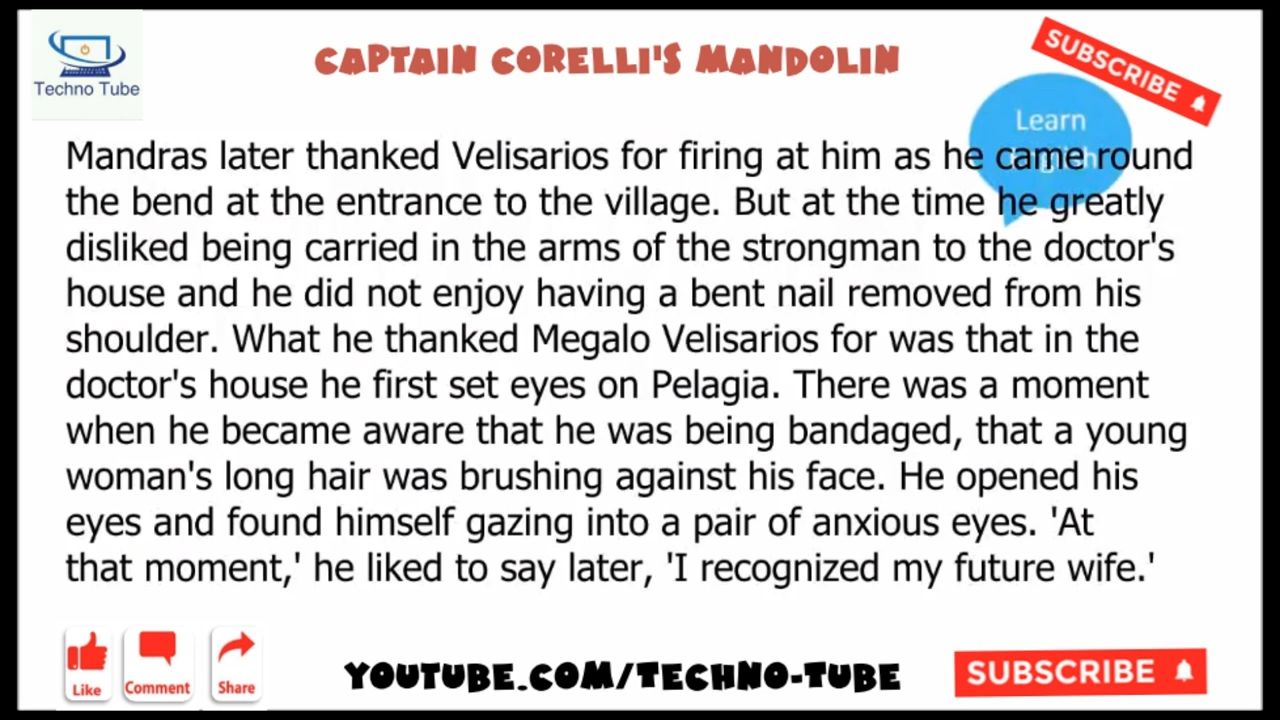 CAPTAIN CORELLI'S MANDOLIN
SUBSCRIBE
Techno Tube
Learn
English
Mandras later thanked Velisarios for firing at him as he came round
the bend at the entrance to the village. But at the time he greatly
disliked being carried in the arms of the strongman to the doctor's
house and he did not enjoy having a bent nail removed from his
shoulder. What he thanked Megalo Velisarios for was that in the
doctor's house he first set eyes on Pelagia. There was a moment
when he became aware that he was being bandaged, that a young
woman's long hair was brushing against his face. He opened his
eyes and found himself gazing into a pair of anxious eyes. 'At
that moment,' he liked to say later, 'I recognized my future wife.'
Like
Comment
Share
YOUTUBE.COM/TECHNO-TUBE
SUBSCRIBE